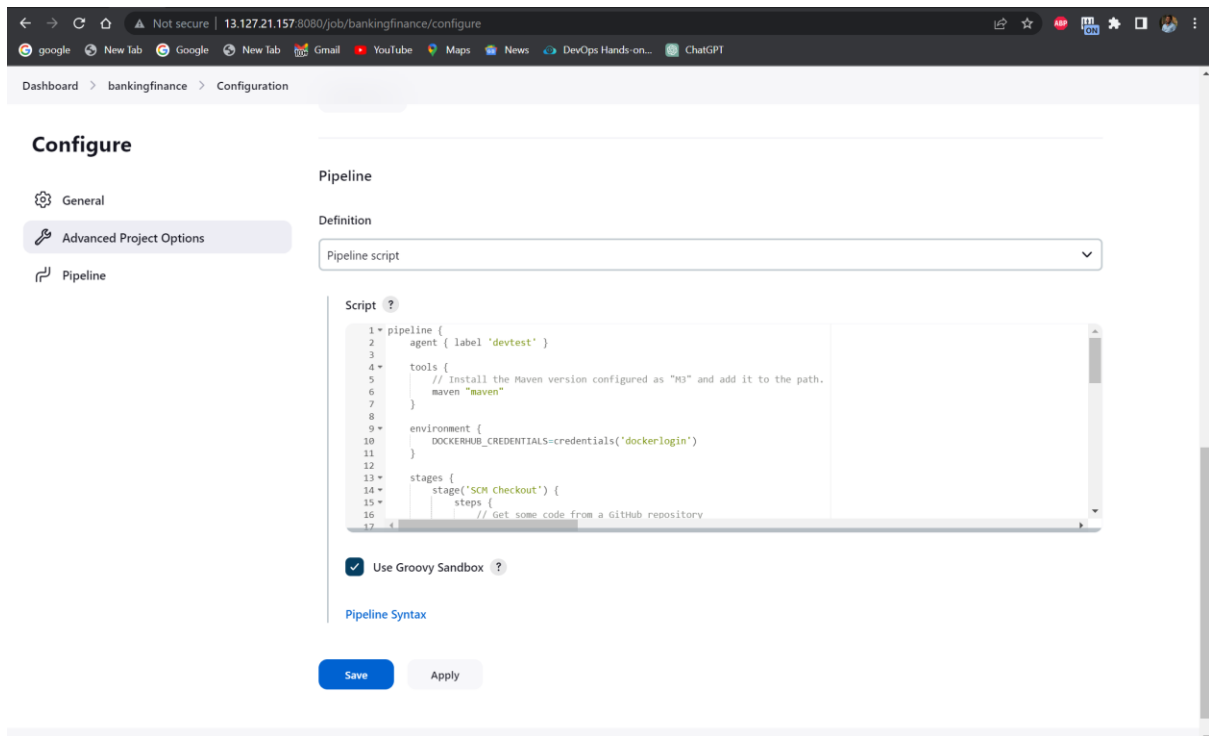 Not secure | 13.127.21.157:8080/job/bankingfinance/configure
ABP ON
google New Tab Google New Tab Gmail YouTube Maps News DevOps Hands-on... ChatGPT
Dashboard > bankingfinance > Configuration
Configure
General
Advanced Project Options
Pipeline
Pipeline
Definition
Pipeline script
Script ?
1 pipeline {
2 agent { label 'devtest' }
3
4 tools {
5 // Install the Maven version configured as "M3" and add it to the path.
6 maven "maven"
7 }
8
9 environment {
10 DOCKERHUB_CREDENTIALS=credentials('dockerlogin')
11 }
12
13 stages {
14 stage('SCM Checkout') {
15 steps {
16 // Get some code from a GitHub repository
17
Use Groovy Sandbox ?
Pipeline Syntax
Save Apply